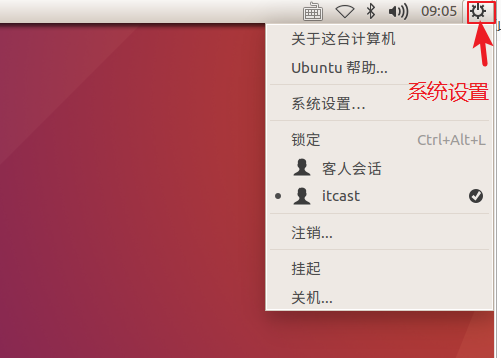 09:05
关于这台计算机
Ubuntu 帮助...
系统设置
系统设置...
锁定 Ctrl+Alt+L
客人会话
itcast
注销...
挂起
关机...